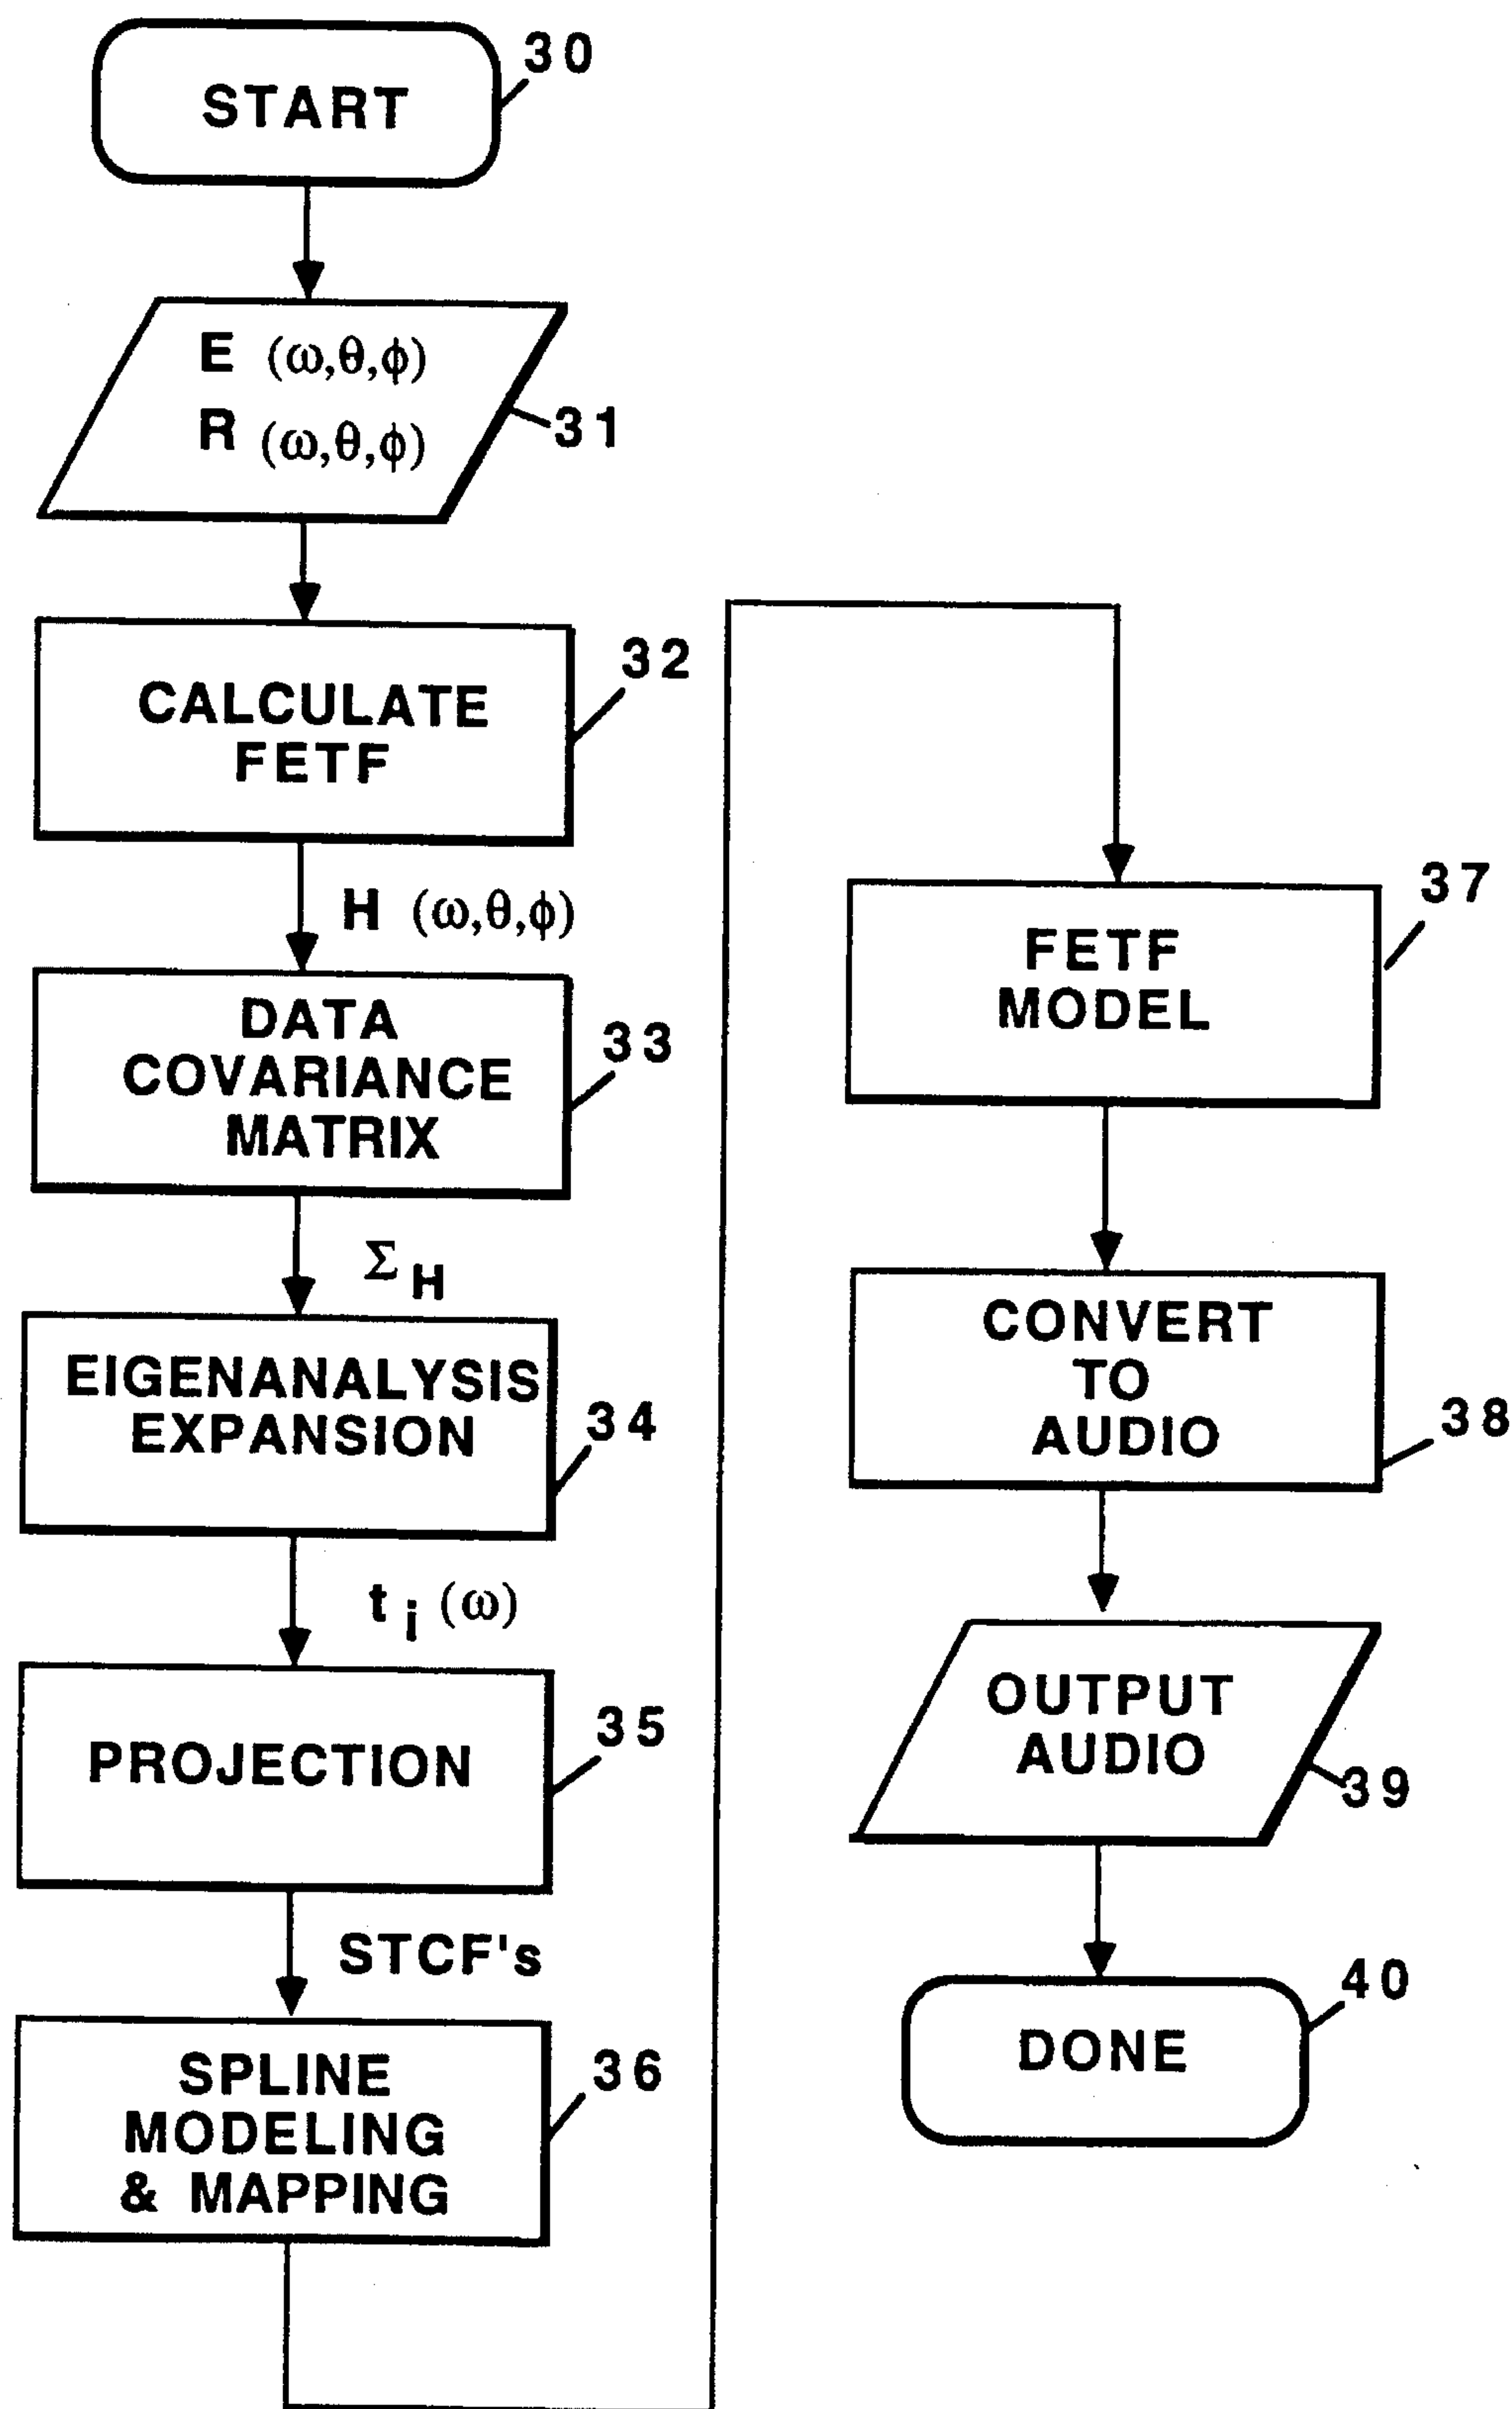 30
START
E (ω,θ,ϕ)
R (ω,θ,ϕ)
31
32
CALCULATE
FETF
H (ω,θ,ϕ)
DATA
COVARIANCE
MATRIX
33
Σ H
EIGENANALYSIS
EXPANSION
34
t i (ω)
PROJECTION
35
STCF's
SPLINE
MODELING
& MAPPING
36
37
FETF
MODEL
CONVERT
TO
AUDIO
38
OUTPUT
AUDIO
39
40
DONE